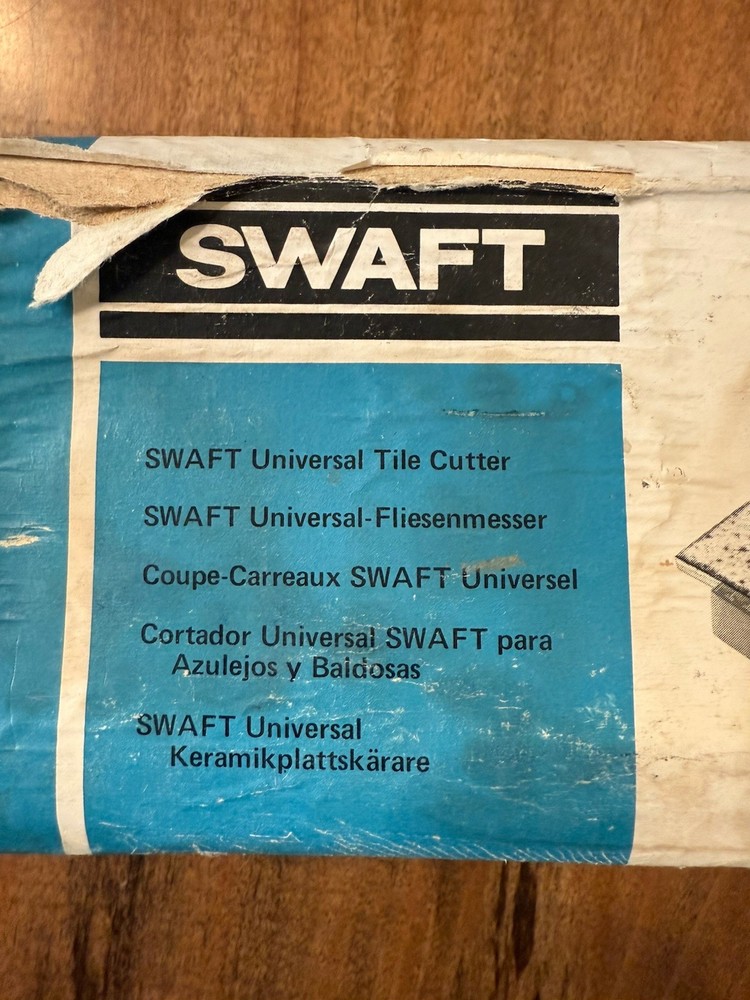 SWAFT
SWAFT Universal Tile Cutter
SWAFT Universal-Fliesenmesser
Coupe-Carreaux SWAFT Universel
Cortador Universal SWAFT para
Azulejos y Baldosas
SWAFT Universal
Keramikplattskärare